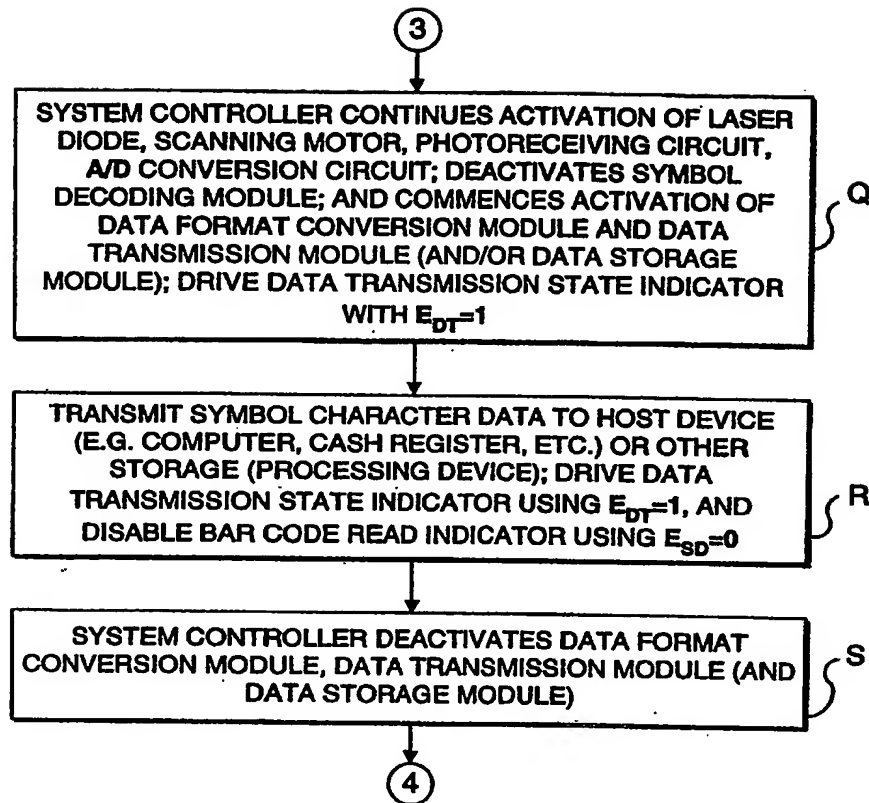 3
SYSTEM CONTROLLER CONTINUES ACTIVATION OF LASER
DIODE, SCANNING MOTOR, PHOTORECEIVING CIRCUIT,
A/D CONVERSION CIRCUIT; DEACTIVATES SYMBOL
DECODING MODULE; AND COMMENCES ACTIVATION OF
DATA FORMAT CONVERSION MODULE AND DATA
TRANSMISSION MODULE (AND/OR DATA STORAGE
MODULE); DRIVE DATA TRANSMISSION STATE INDICATOR
WITH E_DT=1
Q
TRANSMIT SYMBOL CHARACTER DATA TO HOST DEVICE
(E.G. COMPUTER, CASH REGISTER, ETC.) OR OTHER
STORAGE (PROCESSING DEVICE); DRIVE DATA
TRANSMISSION STATE INDICATOR USING E_DT=1, AND
DISABLE BAR CODE READ INDICATOR USING E_SD=0
R
SYSTEM CONTROLLER DEACTIVATES DATA FORMAT
CONVERSION MODULE, DATA TRANSMISSION MODULE (AND
DATA STORAGE MODULE)
S
4